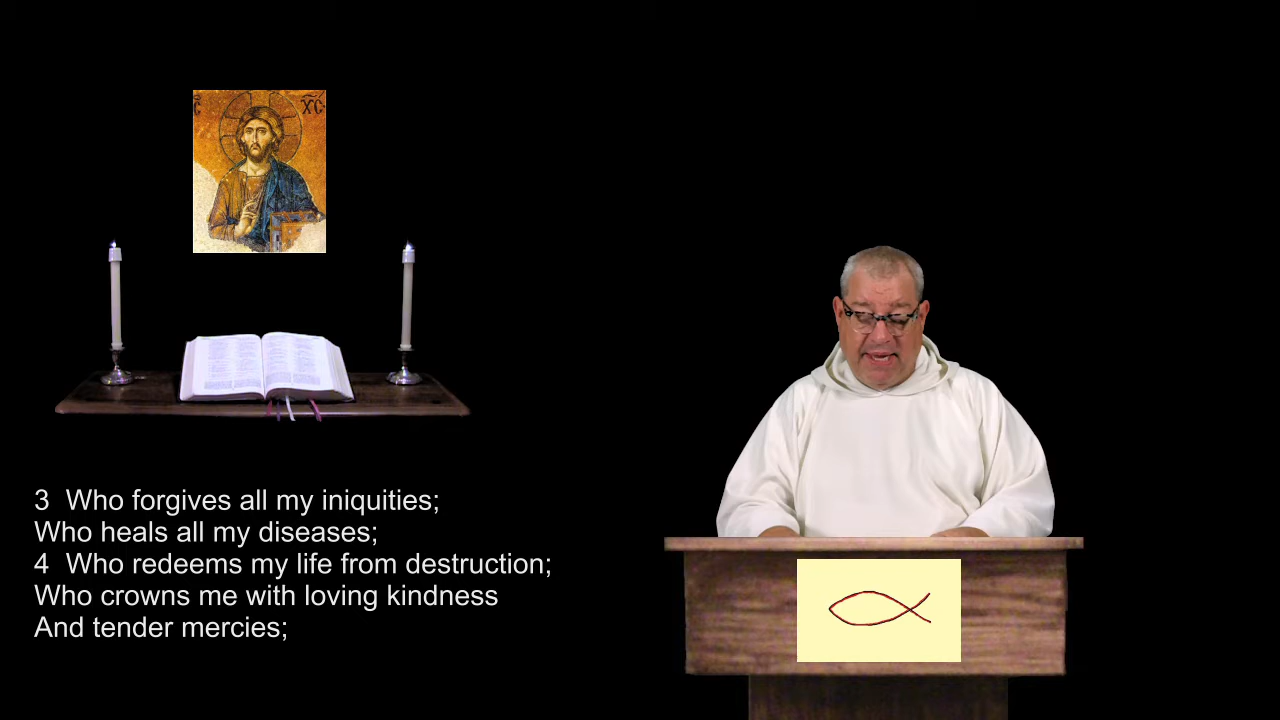 C ΧC
3 Who forgives all my iniquities;
Who heals all my diseases;
4 Who redeems my life from destruction;
Who crowns me with loving kindness
And tender mercies;